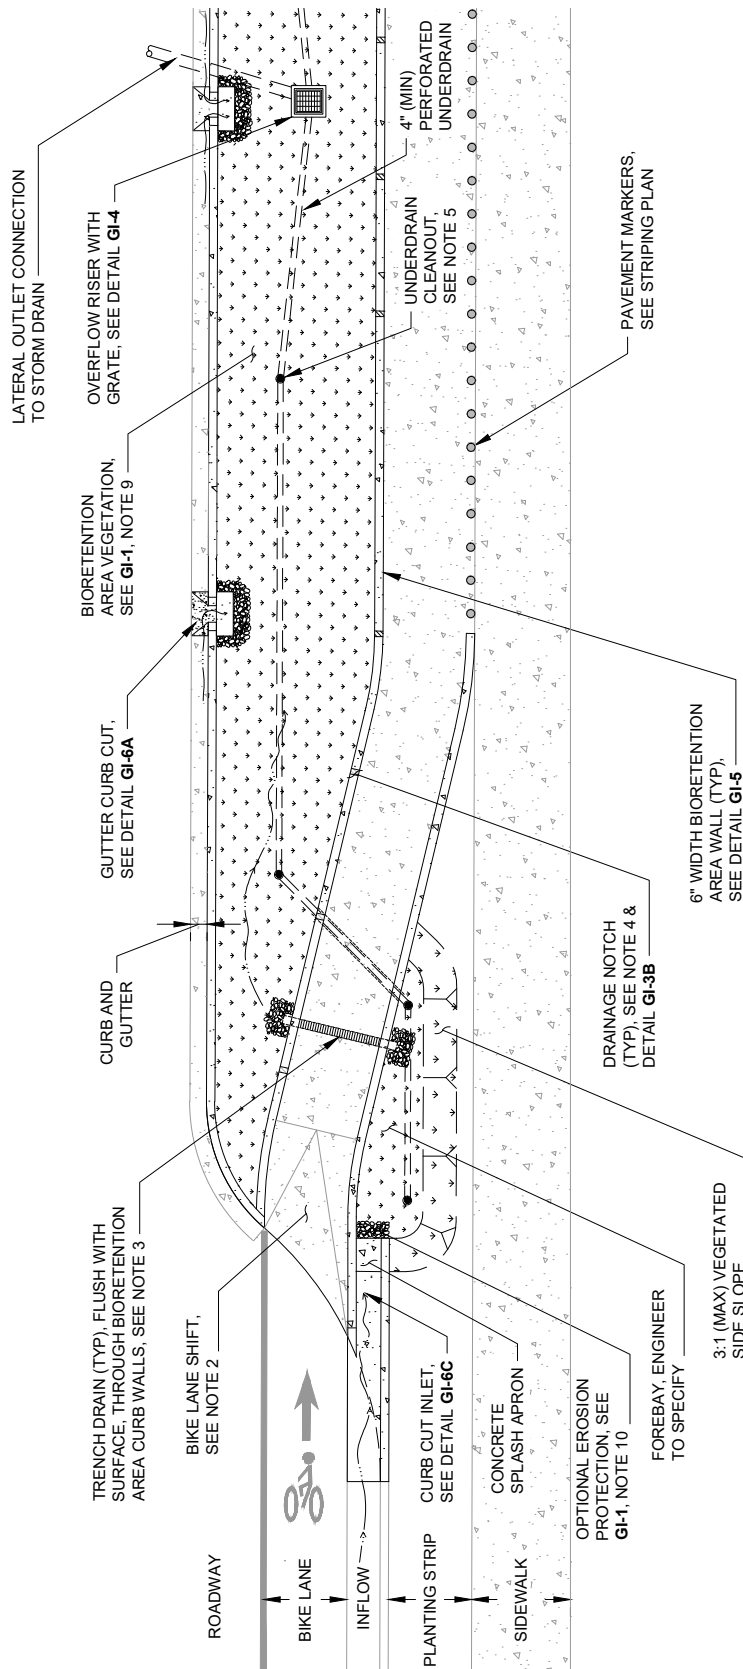 LATERAL OUTLET CONNECTION
TO STORM DRAIN
OVERFLOW RISER WITH
GRATE, SEE DETAIL GI-4
BIORETENTION
AREA VEGETATION,
SEE GI-1, NOTE 9
GUTTER CURB CUT,
SEE DETAIL GI-6A
CURB AND
GUTTER
TRENCH DRAIN (TYP), FLUSH WITH
SURFACE, THROUGH BIORETENTION
AREA CURB WALLS, SEE NOTE 3
BIKE LANE SHIFT,
SEE NOTE 2
ROADWAY
BIKE LANE
INFLOW
PLANTING STRIP
SIDEWALK
4" (MIN)
PERFORATED
UNDERDRAIN
UNDERDRAIN
CLEANOUT,
SEE NOTE 5
PAVEMENT MARKERS,
SEE STRIPING PLAN
6" WIDTH BIORETENTION
AREA WALL (TYP),
SEE DETAIL GI-5
DRAINAGE NOTCH
(TYP), SEE NOTE 4 &
DETAIL GI-3B
3:1 (MAX) VEGETATED
SIDE SLOPE
FOREBAY, ENGINEER
TO SPECIFY
OPTIONAL EROSION
PROTECTION, SEE
GI-1, NOTE 10
CONCRETE
SPLASH APRON
CURB CUT INLET,
SEE DETAIL GI-6C